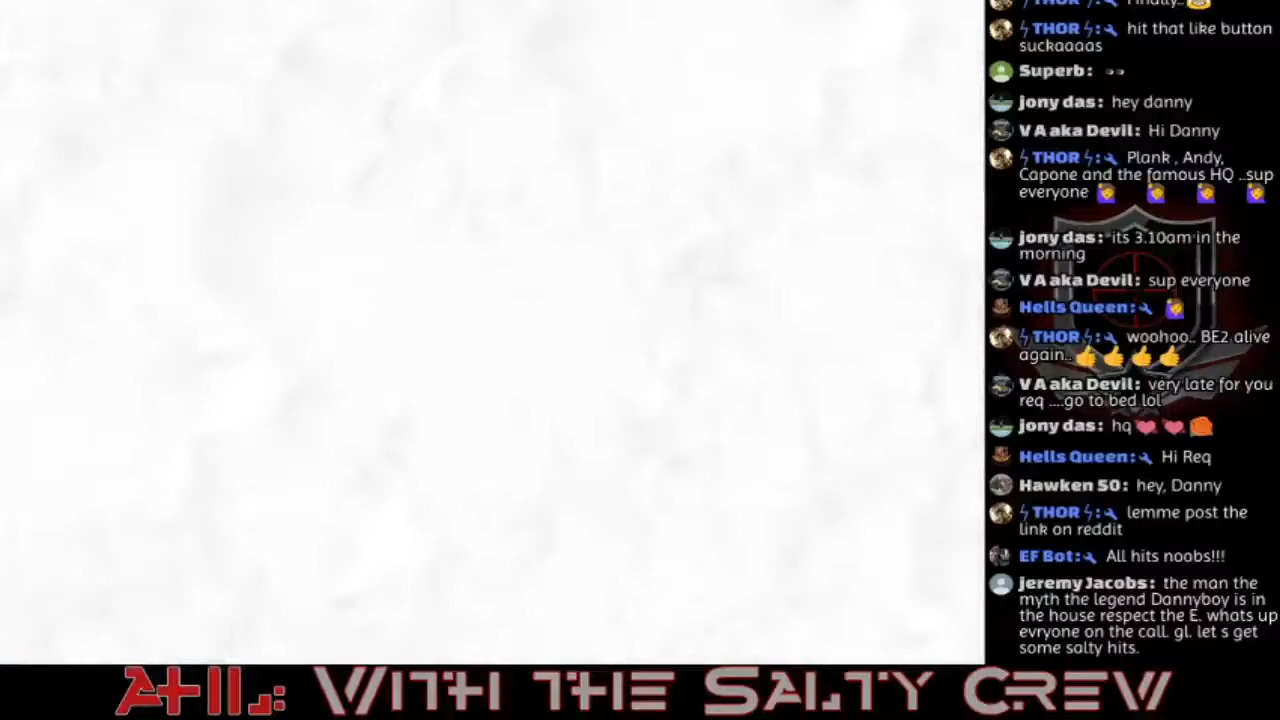 THOR : Finally..
THOR : hit that like button
suckaaaas
Superb:
jony das: hey danny
V A aka Devil: Hi Danny
THOR : Plank , Andy,
Capone and the famous HQ ..sup
everyone
jony das: its 3.10am in the
morning
V A aka Devil: sup everyone
Hells Queen:
THOR : woohoo.. BE2 alive
again..
V A aka Devil: very late for you
req ....go to bed lol
jony das: hq
Hells Queen: Hi Req
Hawken 50: hey, Danny
THOR : lemme post the
link on reddit
EF Bot: All hits noobs!!!
jeremy Jacobs: the man the
myth the legend Dannyboy is in
the house respect the E. whats up
evryone on the call. gl. let s get
some salty hits.
With the Salty Crew